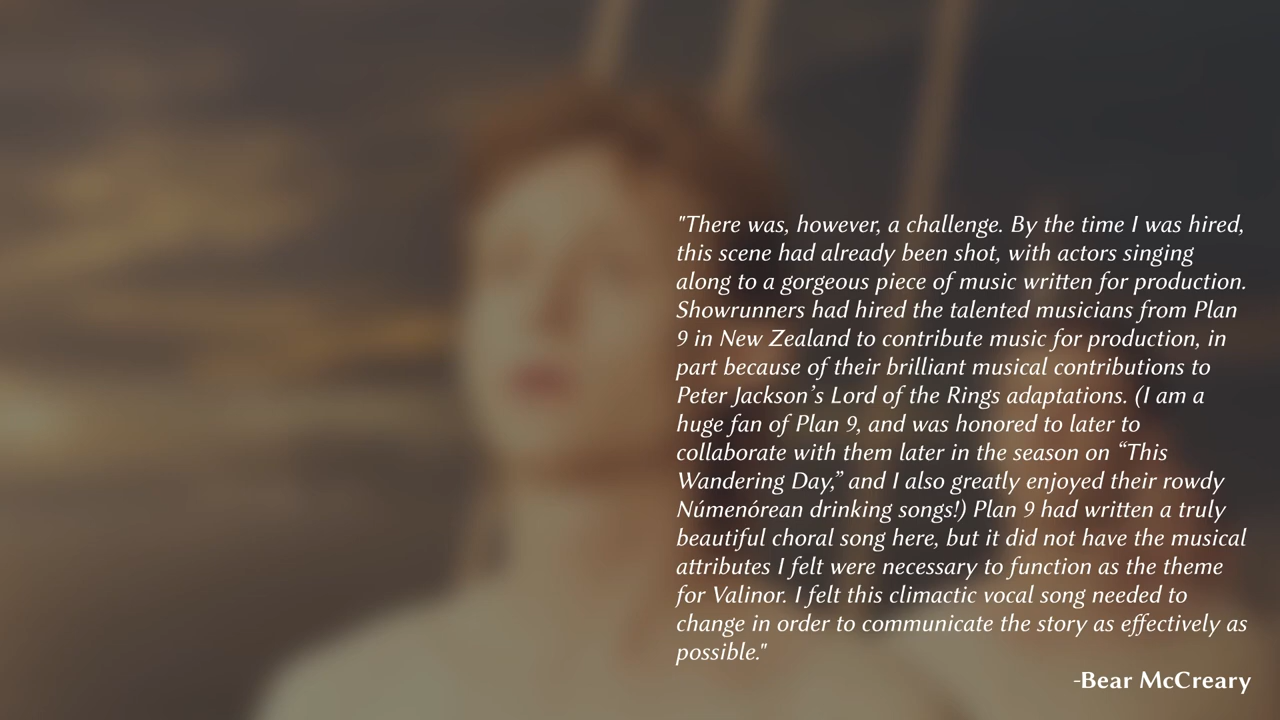 "There was, however, a challenge. By the time I was hired,
this scene had already been shot, with actors singing
along to a gorgeous piece of music written for production.
Showrunners had hired the talented musicians from Plan
9 in New Zealand to contribute music for production, in
part because of their brilliant musical contributions to
Peter Jackson’s Lord of the Rings adaptations. (I am a
huge fan of Plan 9, and was honored to later to
collaborate with them later in the season on “This
Wandering Day,” and I also greatly enjoyed their rowdy
Númenórean drinking songs!) Plan 9 had written a truly
beautiful choral song here, but it did not have the musical
attributes I felt were necessary to function as the theme
for Valinor. I felt this climactic vocal song needed to
change in order to communicate the story as effectively as
possible."
-Bear McCreary